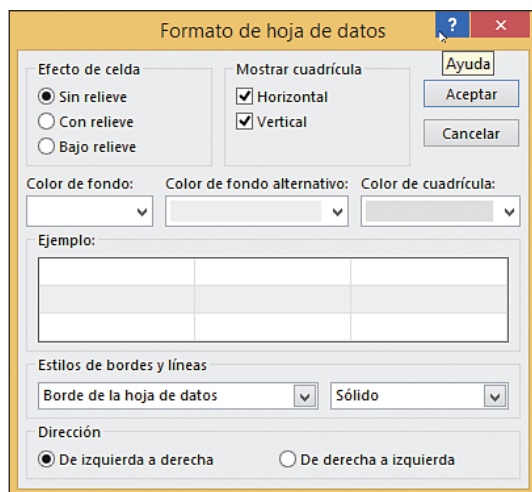 Formato de hoja de datos
? ×
Ayuda
Efecto de celda
Sin relieve
Con relieve
Bajo relieve
Mostrar cuadrícula
Horizontal
Vertical
Aceptar
Cancelar
Color de fondo:
Color de fondo alternativo:
Color de cuadrícula:
Ejemplo:
Estilos de bordes y líneas
Borde de la hoja de datos
Sólido
Dirección
De izquierda a derecha
De derecha a izquierda